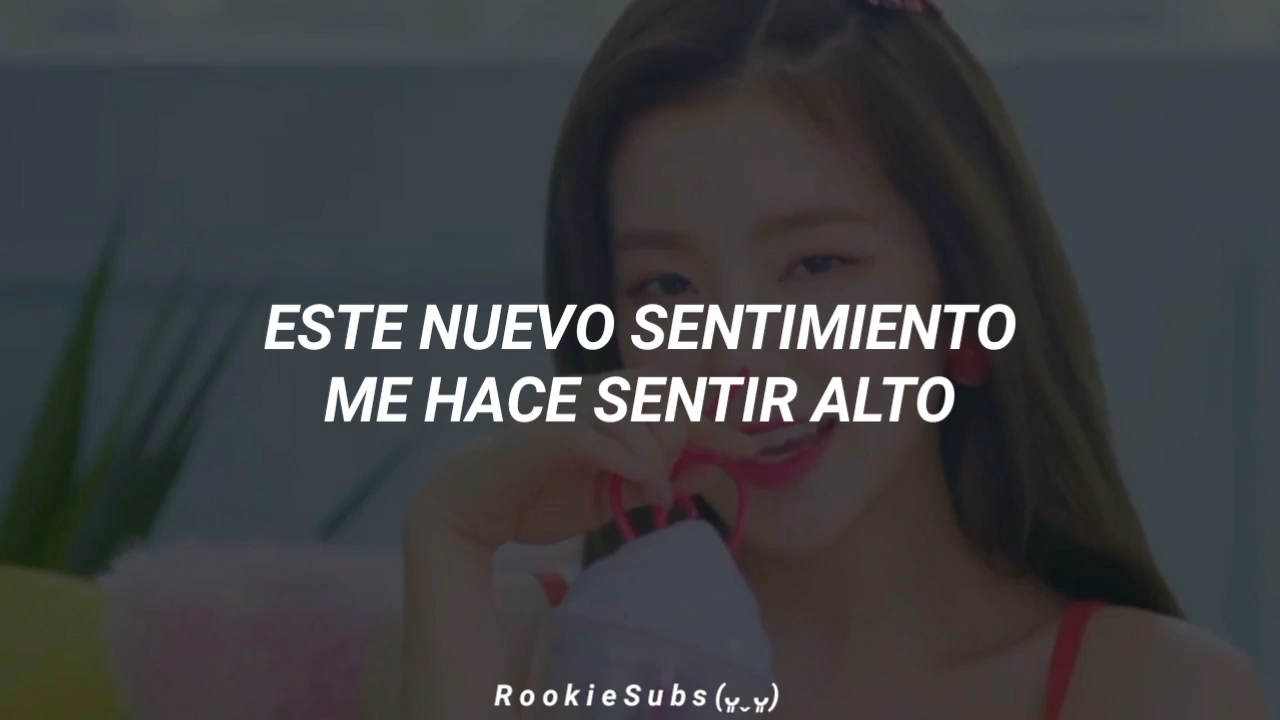 ESTE NUEVO SENTIMIENTO
ME HACE SENTIR ALTO
RookieSubs(ɣ̈ ̮ɣ̈)